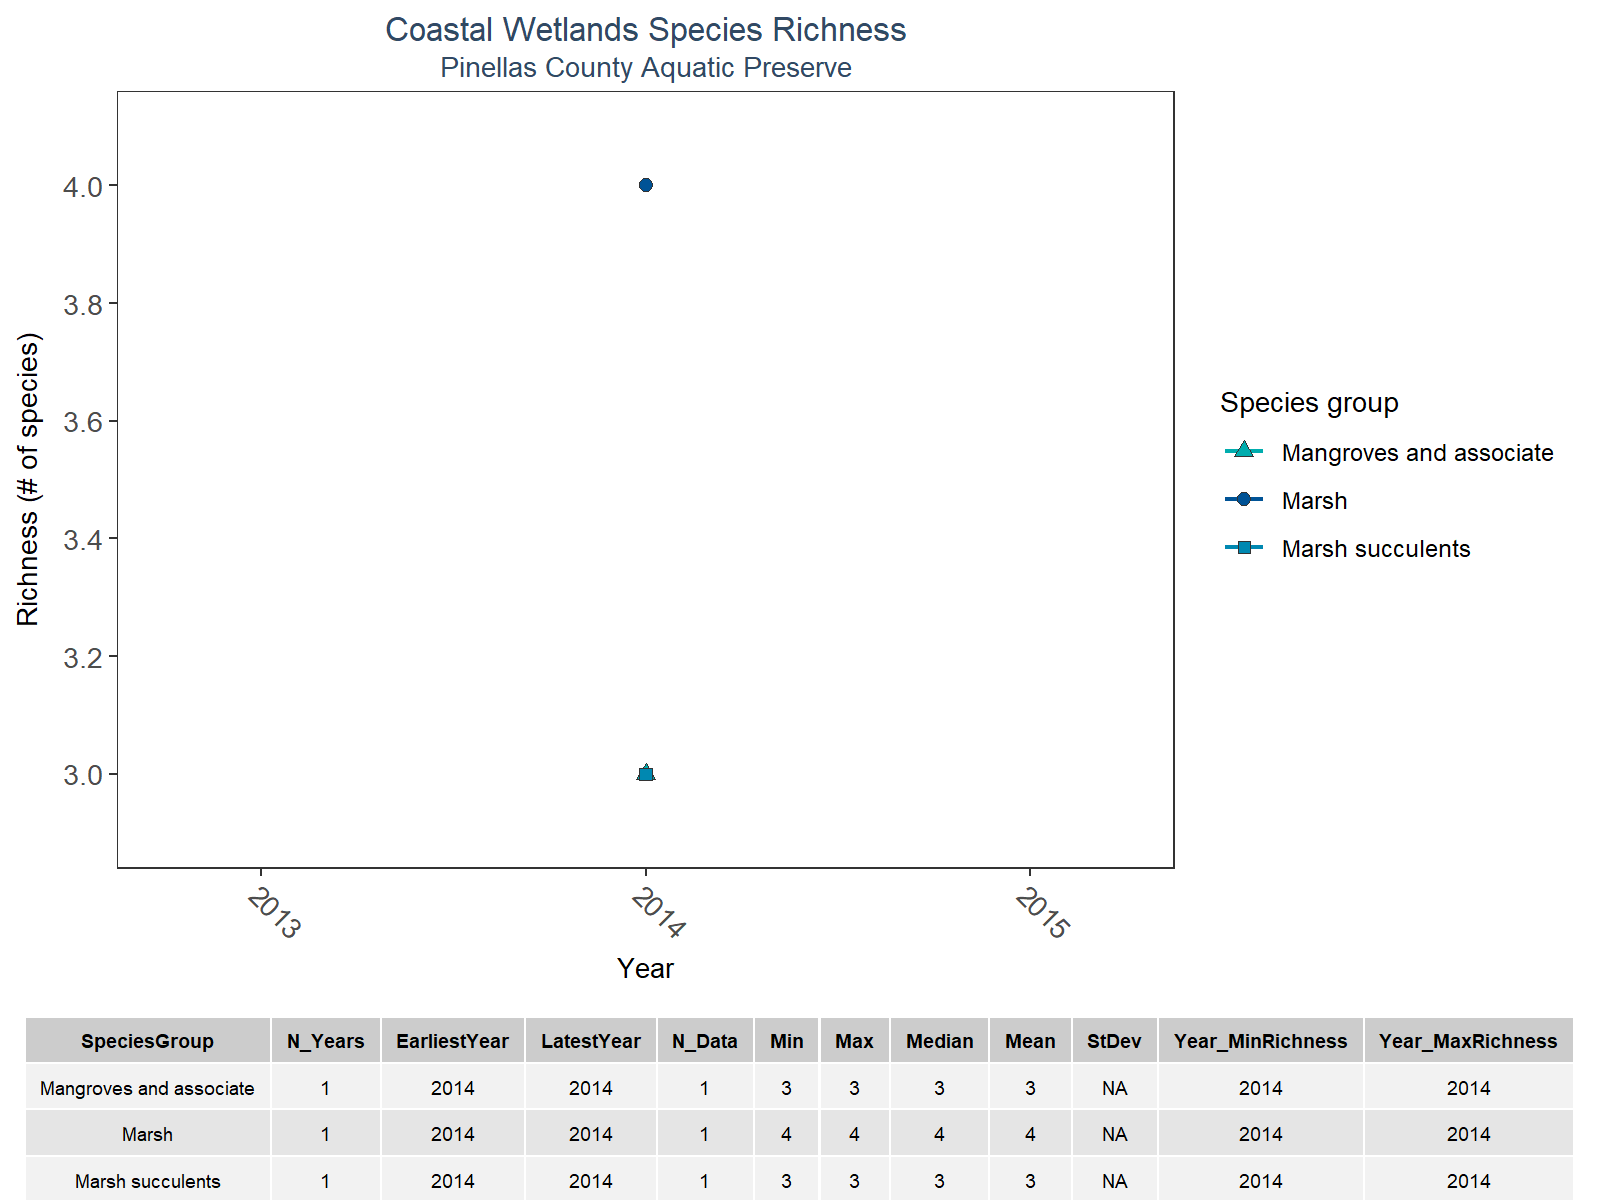 Coastal Wetlands Species Richness
Pinellas County Aquatic Preserve
Richness (# of species)
4.0
3.8
3.6
3.4
3.2
3.0
2013 2014 2015
Year
Species group
Mangroves and associate
Marsh
Marsh succulents
SpeciesGroup N_Years EarliestYear LatestYear N_Data Min Max Median Mean StDev Year_MinRichness Year_MaxRichness
Mangroves and associate 1 2014 2014 1 3 3 3 3 NA 2014 2014
Marsh 1 2014 2014 1 4 4 4 4 NA 2014 2014
Marsh succulents 1 2014 2014 1 3 3 3 3 NA 2014 2014